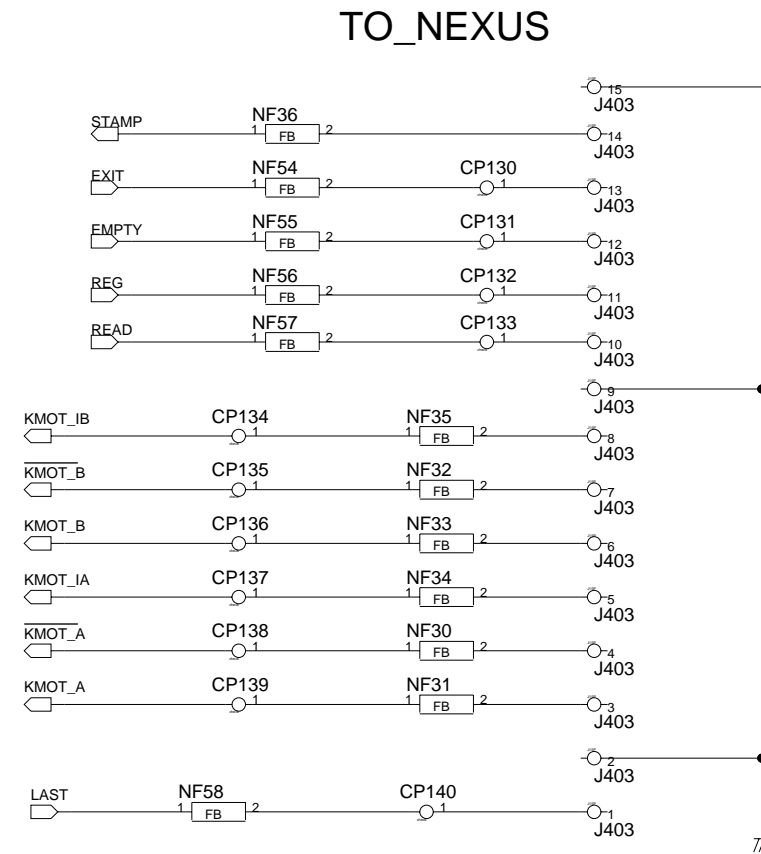 TO_NEXUS
15
J403
STAMP NF36 1 FB 2 14
J403
EXIT NF54 1 FB 2 CP130 1 13
J403
EMPTY NF55 1 FB 2 CP131 1 12
J403
REG NF56 1 FB 2 CP132 1 11
J403
READ NF57 1 FB 2 CP133 1 10
J403
9
J403
KMOT_IB CP134 1 NF35 1 FB 2 8
J403
KMOT_B CP135 1 NF32 1 FB 2 7
J403
KMOT_B CP136 1 NF33 1 FB 2 6
J403
KMOT_IA CP137 1 NF34 1 FB 2 5
J403
KMOT_A CP138 1 NF30 1 FB 2 4
J403
KMOT_A CP139 1 NF31 1 FB 2 3
J403
2
J403
LAST NF58 1 FB 2 CP140 1 1
J403